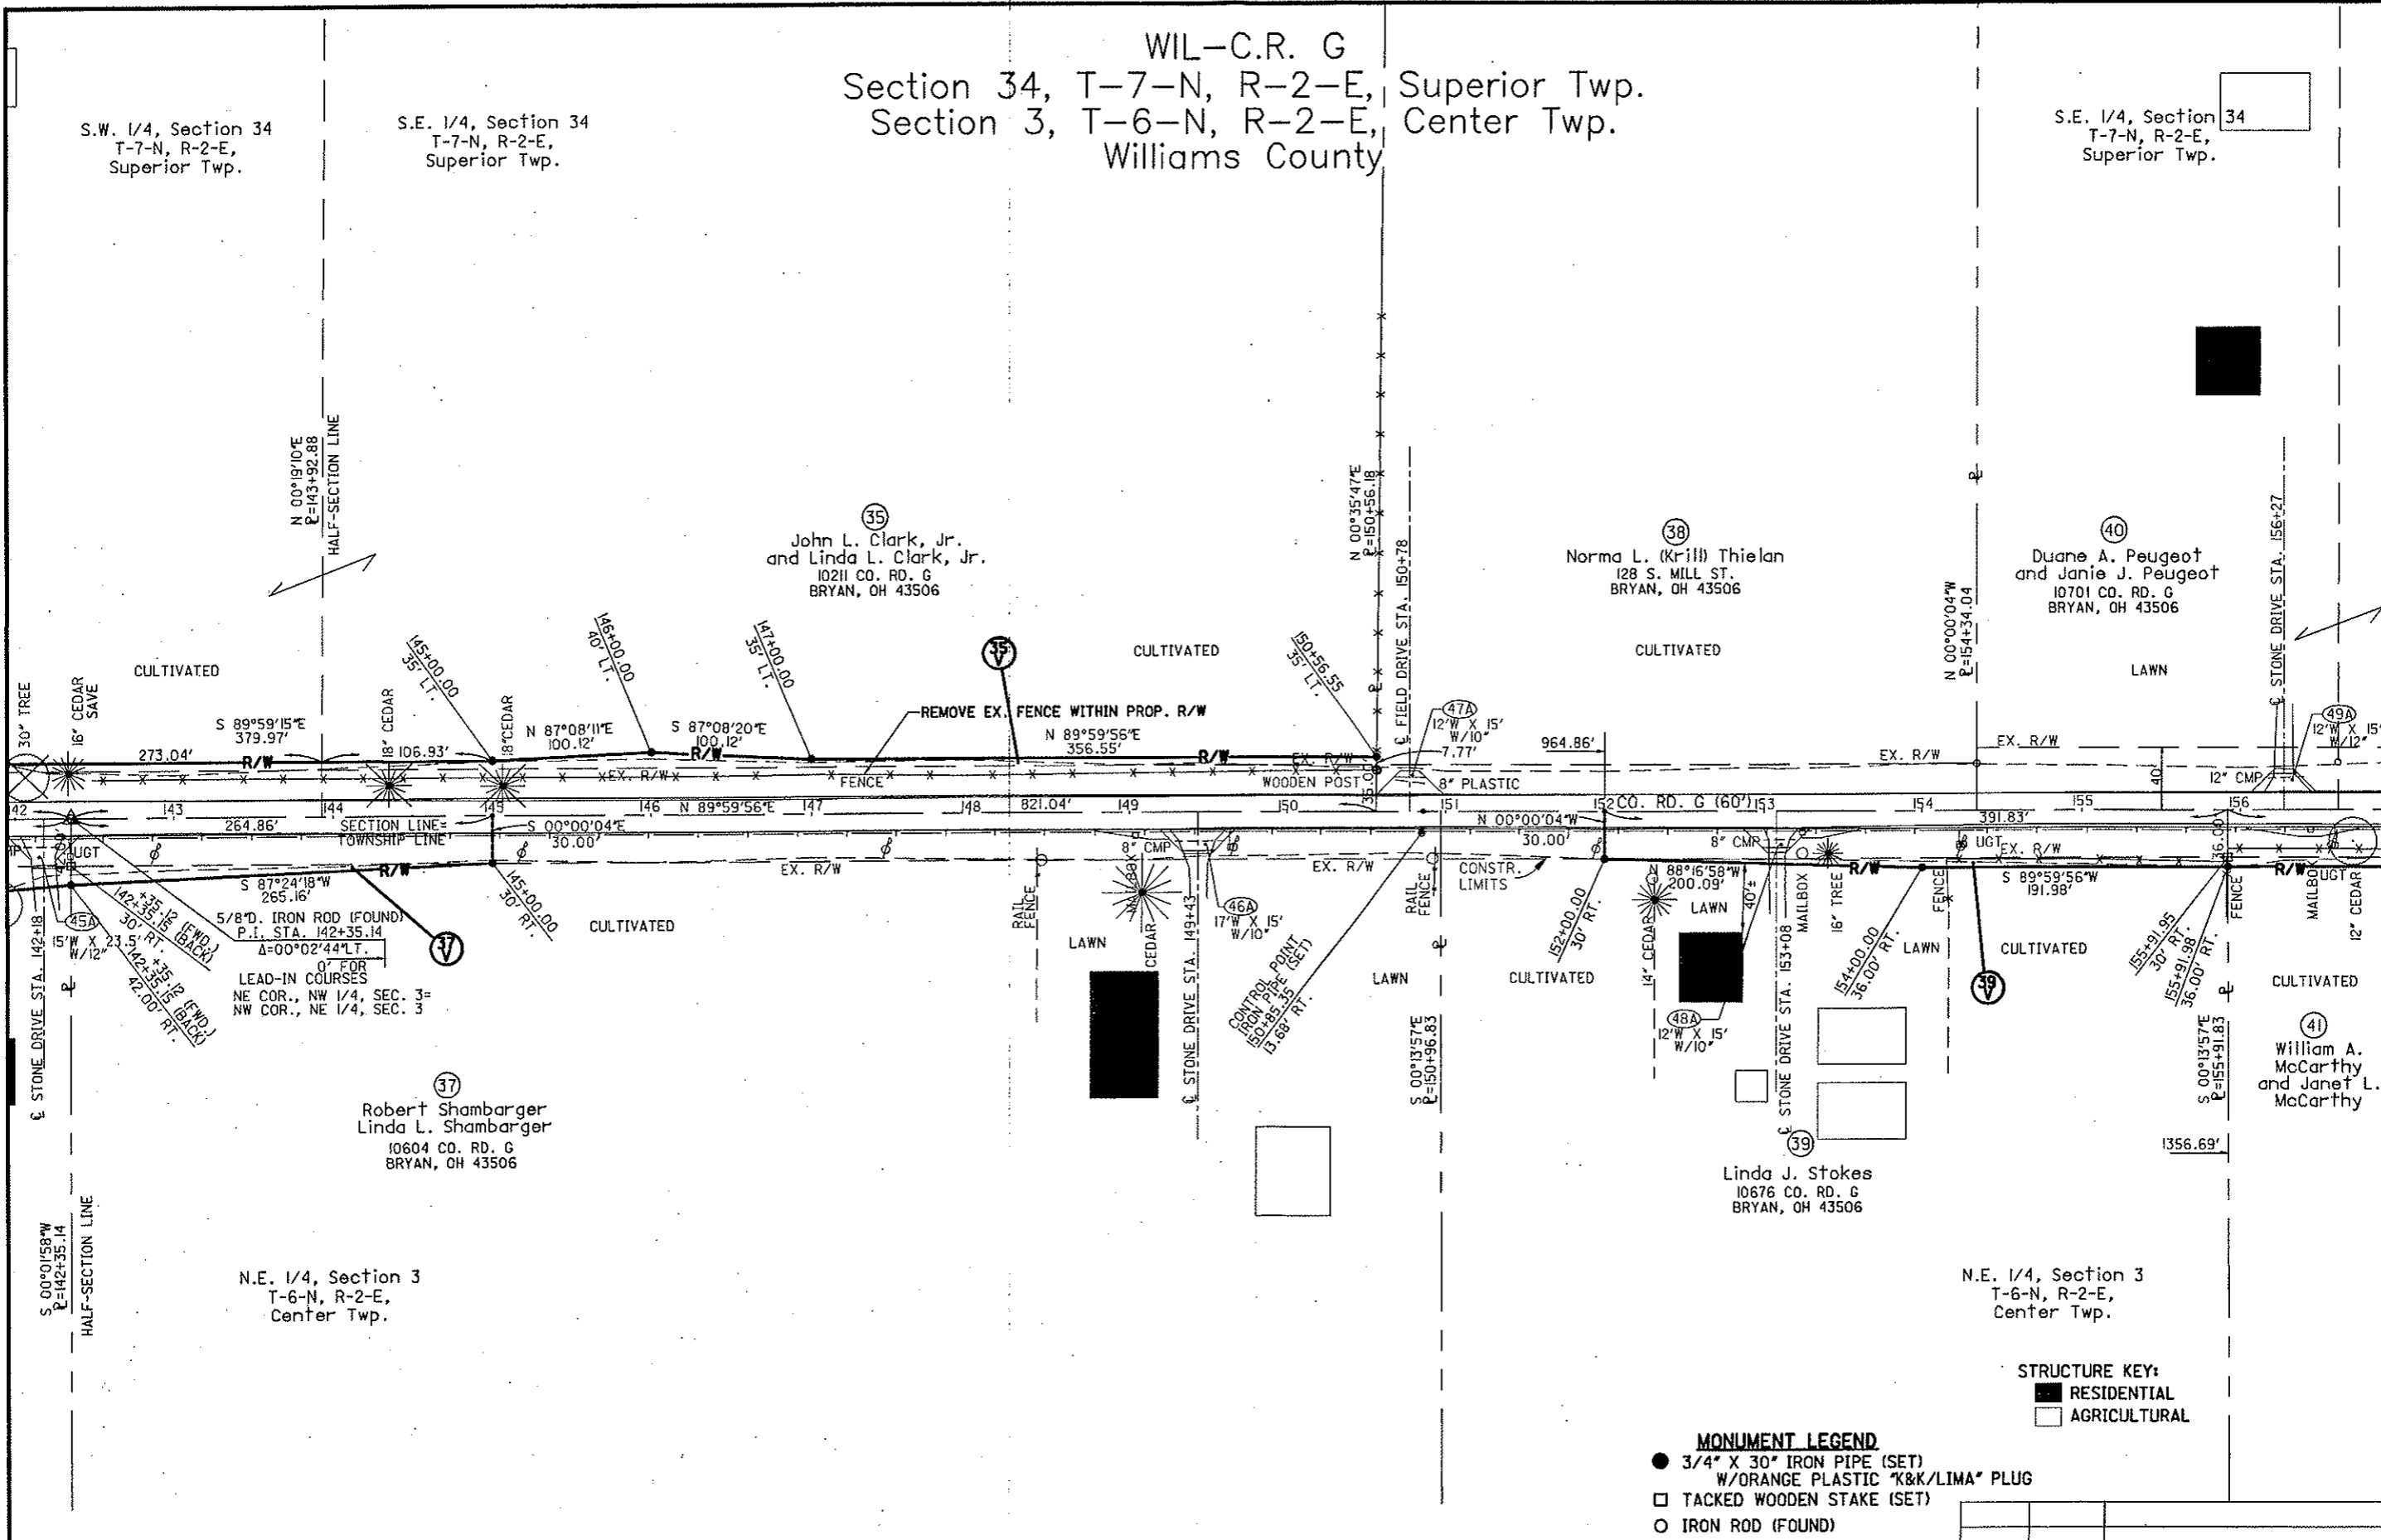 WIL-C.R. G
Section 34, T-7-N, R-2-E, Superior Twp.
Section 3, T-6-N, R-2-E, Center Twp.
Williams County
S.W. 1/4, Section 34
T-7-N, R-2-E,
Superior Twp.
S.E. 1/4, Section 34
T-7-N, R-2-E,
Superior Twp.
S.E. 1/4, Section 34
T-7-N, R-2-E,
Superior Twp.
N 00°19'10"E
PL=143+92.88
HALF-SECTION LINE
35
John L. Clark, Jr.
and Linda L. Clark, Jr.
10211 CO. RD. G
BRYAN, OH 43506
N 00°35'47"E
PL=150+56.18
℄ FIELD DRIVE STA. 150+78
38
Norma L. (Krill) Thielan
128 S. MILL ST.
BRYAN, OH 43506
N 00°00'04"W
PL=154+34.04
40
Duane A. Peugeot
and Janie J. Peugeot
10701 CO. RD. G
BRYAN, OH 43506
℄ STONE DRIVE STA. 156+27
30" TREE
16" CEDAR
SAVE
CULTIVATED
18" CEDAR
145+00.00
35' LT.
18" CEDAR
146+00.00
40' LT.
147+00.00
35' LT.
35
V
CULTIVATED
150+56.55
35' LT.
CULTIVATED
LAWN
S 89°59'15"E
379.97'
273.04'
R/W
106.93'
N 87°08'11"E
100.12'
S 87°08'20"E
100.12'
R/W
REMOVE EX. FENCE WITHIN PROP. R/W
N 89°59'56"E
356.55'
R/W
EX. R/W
47A
12'W X 15'
W/10"
7.77'
964.86'
EX. R/W
EX. R/W
40'
49A
12'W X 15'
W/12"
12" CMP
EX. R/W
FENCE
WOODEN POST
35.0
8" PLASTIC
142
143
144
145
146
N 89°59'56"E
147
148
821.04'
149
150
151
152
CO. RD. G (60')
153
154
155
156
264.86'
SECTION LINE=
TOWNSHIP LINE
S 00°00'04"E
30.00'
N 00°00'04"W
30.00'
391.83'
UGT
42.00'
R/W
S 87°24'18"W
265.16'
EX. R/W
8" CMP
EX. R/W
CONSTR.
LIMITS
N 88°16'58"W
200.09'
8" CMP
R/W
UGT
EX. R/W
S 89°59'56"W
191.98'
36.00'
R/W
UGT
45A
15'W X 23.5'
W/12"
+35.12 (FWD.)
142+35.15 (BACK)
30' RT.
+35.12 (FWD.)
142+35.15 (BACK)
42.00' RT.
5/8"D. IRON ROD (FOUND)
P.I. STA. 142+35.14
Δ=00°02'44"LT.
0' FOR
LEAD-IN COURSES
NE COR., NW 1/4, SEC. 3=
NW COR., NE 1/4, SEC. 3
37
V
145+00.00
30' RT.
CULTIVATED
RAIL
FENCE
LAWN
MAILBOX
CEDAR
46A
17'W X 15'
W/10"
℄ STONE DRIVE STA. 149+43
CONTROL POINT
IRON PIPE (SET)
150+85.35
13.68' RT.
RAIL
FENCE
LAWN
CULTIVATED
152+00.00
30' RT.
14" CEDAR
LAWN
40'±
48A
12'W X 15'
W/10"
℄ STONE DRIVE STA. 153+08
MAILBOX
16" TREE
154+00.00
36.00' RT.
LAWN
FENCE
39
V
CULTIVATED
155+91.95
30' RT.
155+91.98
36.00' RT.
FENCE
MAILBOX
12" CEDAR
CULTIVATED
℄ STONE DRIVE STA. 142+18
S 00°01'58"W
PL=142+35.14
HALF-SECTION LINE
37
Robert Shambarger
Linda L. Shambarger
10604 CO. RD. G
BRYAN, OH 43506
S 00°13'57"E
PL=150+96.83
39
Linda J. Stokes
10676 CO. RD. G
BRYAN, OH 43506
S 00°13'57"E
PL=155+91.83
41
William A.
McCarthy
and Janet L.
McCarthy
1356.69'
N.E. 1/4, Section 3
T-6-N, R-2-E,
Center Twp.
N.E. 1/4, Section 3
T-6-N, R-2-E,
Center Twp.
STRUCTURE KEY:
RESIDENTIAL
AGRICULTURAL
MONUMENT LEGEND
3/4" X 30" IRON PIPE (SET)
W/ORANGE PLASTIC "K&K/LIMA" PLUG
TACKED WOODEN STAKE (SET)
IRON ROD (FOUND)